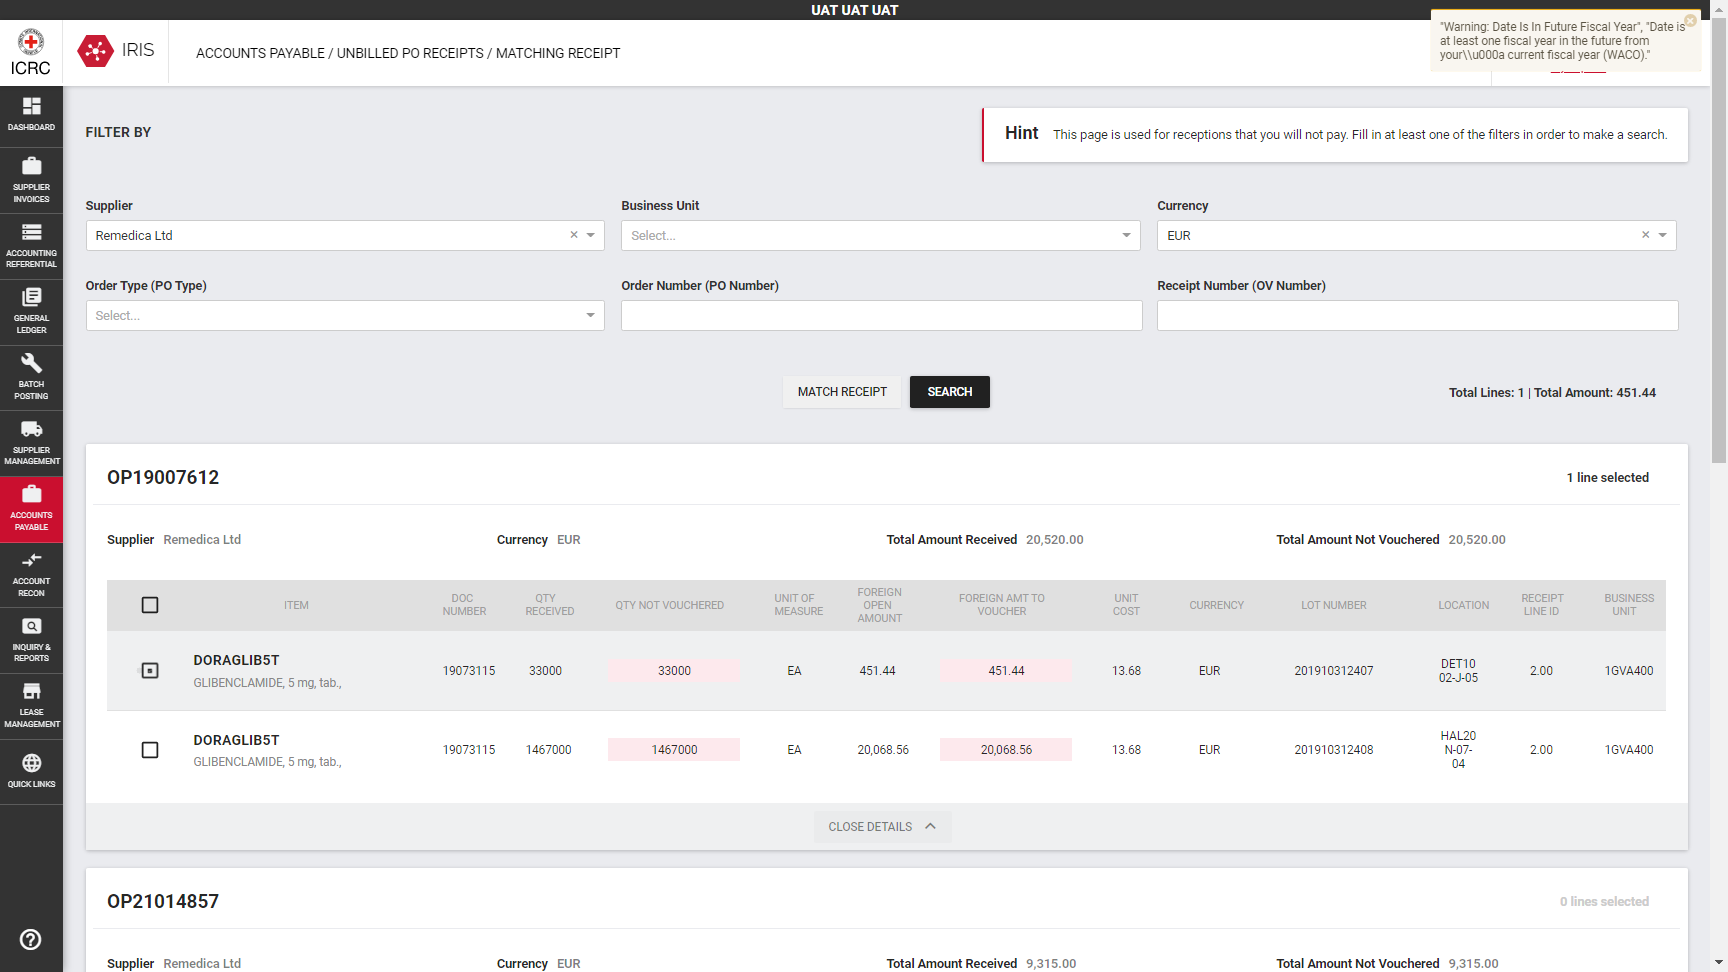 UAT UAT UAT
ICRC
IRIS
ACCOUNTS PAYABLE / UNBILLED PO RECEIPTS / MATCHING RECEIPT
"Warning: Date Is In Future Fiscal Year", "Date is
at least one fiscal year in the future from
your\\u000a current fiscal year (WACO)."
DASHBOARD
SUPPLIER
INVOICES
ACCOUNTING
REFERENTIAL
GENERAL
LEDGER
BATCH
POSTING
SUPPLIER
MANAGEMENT
ACCOUNTS
PAYABLE
ACCOUNT
RECON
INQUIRY &
REPORTS
LEASE
MANAGEMENT
QUICK LINKS
FILTER BY
Hint This page is used for receptions that you will not pay. Fill in at least one of the filters in order to make a search.
Supplier Business Unit Currency
Remedica Ltd Select... EUR
Order Type (PO Type) Order Number (PO Number) Receipt Number (OV Number)
Select...
MATCH RECEIPT SEARCH Total Lines: 1 | Total Amount: 451.44
OP19007612 1 line selected
Supplier Remedica Ltd Currency EUR Total Amount Received 20,520.00 Total Amount Not Vouchered 20,520.00
ITEM DOC NUMBER QTY RECEIVED QTY NOT VOUCHERED UNIT OF MEASURE FOREIGN OPEN AMOUNT FOREIGN AMT TO VOUCHER UNIT COST CURRENCY LOT NUMBER LOCATION RECEIPT LINE ID BUSINESS UNIT
DORAGLIB5T 19073115 33000 33000 EA 451.44 451.44 13.68 EUR 201910312407 DET10 02-J-05 2.00 1GVA400
GLIBENCLAMIDE, 5 mg, tab.,
DORAGLIB5T 19073115 1467000 1467000 EA 20,068.56 20,068.56 13.68 EUR 201910312408 HAL20 N-07-04 2.00 1GVA400
GLIBENCLAMIDE, 5 mg, tab.,
CLOSE DETAILS
OP21014857 0 lines selected
Supplier Remedica Ltd Currency EUR Total Amount Received 9,315.00 Total Amount Not Vouchered 9,315.00